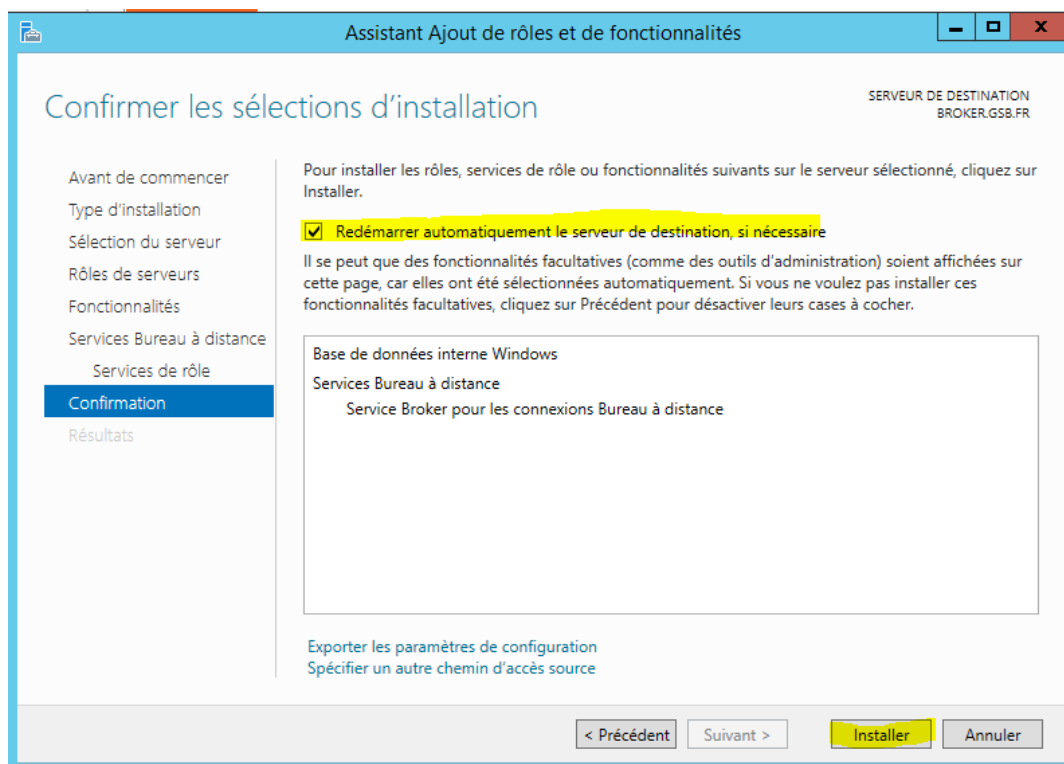 Assistant Ajout de rôles et de fonctionnalités
Confirmer les sélections d'installation
SERVEUR DE DESTINATION
BROKER.GSB.FR
Avant de commencer
Type d'installation
Sélection du serveur
Rôles de serveurs
Fonctionnalités
Services Bureau à distance
Services de rôle
Confirmation
Résultats
Pour installer les rôles, services de rôle ou fonctionnalités suivants sur le serveur sélectionné, cliquez sur
Installer.
Redémarrer automatiquement le serveur de destination, si nécessaire
Il se peut que des fonctionnalités facultatives (comme des outils d'administration) soient affichées sur
cette page, car elles ont été sélectionnées automatiquement. Si vous ne voulez pas installer ces
fonctionnalités facultatives, cliquez sur Précédent pour désactiver leurs cases à cocher.
Base de données interne Windows
Services Bureau à distance
Service Broker pour les connexions Bureau à distance
Exporter les paramètres de configuration
Spécifier un autre chemin d'accès source
< Précédent
Suivant >
Installer
Annuler